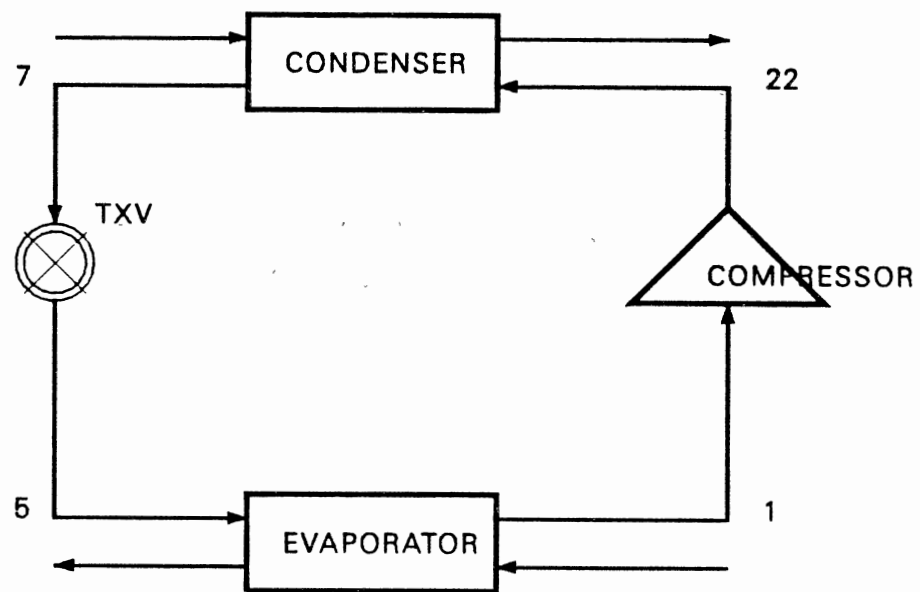 CONDENSER
7
22
TXV
COMPRESSOR
5
1
EVAPORATOR